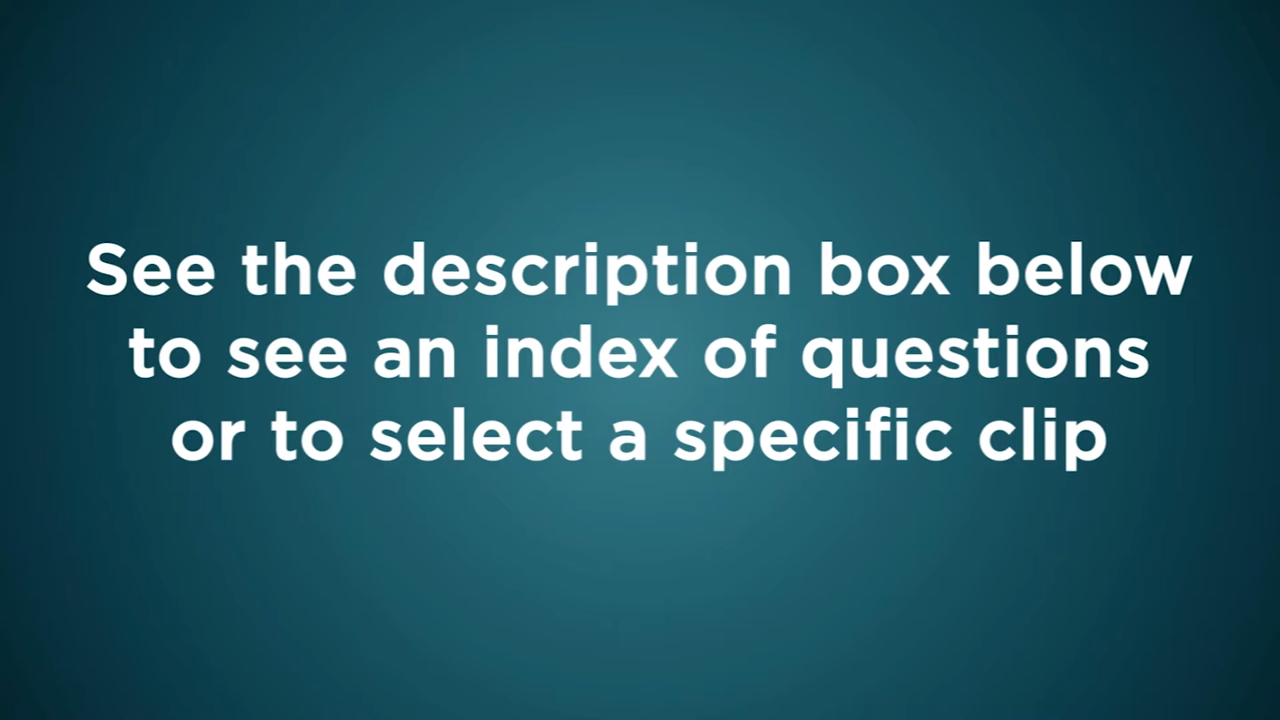 See the description box below
to see an index of questions
or to select a specific clip